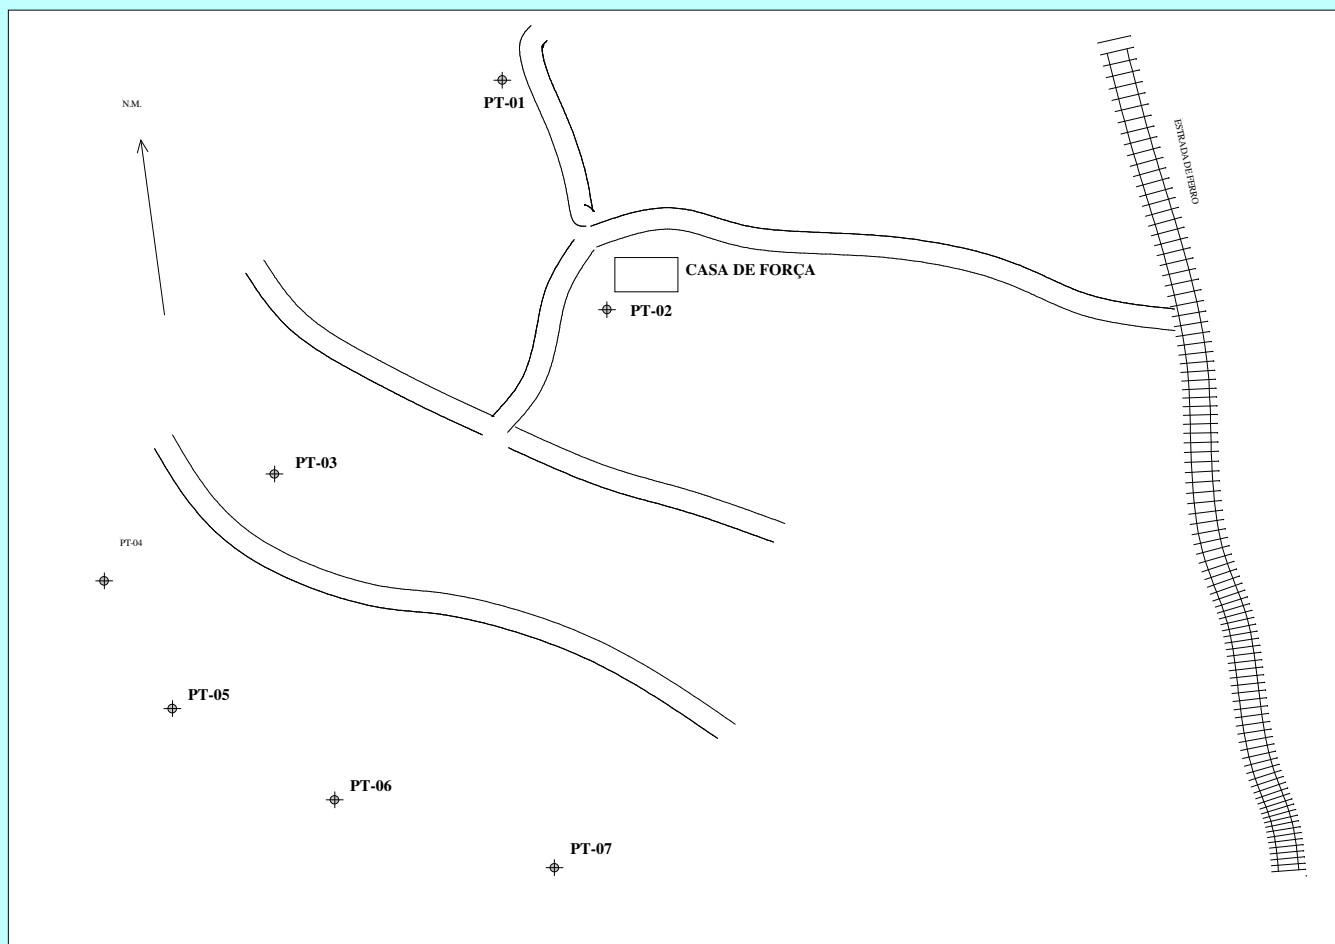 PT-01
N.M.
ESTRADA DE FERRO
CASA DE FORÇA
PT-02
PT-03
PT-04
PT-05
PT-06
PT-07